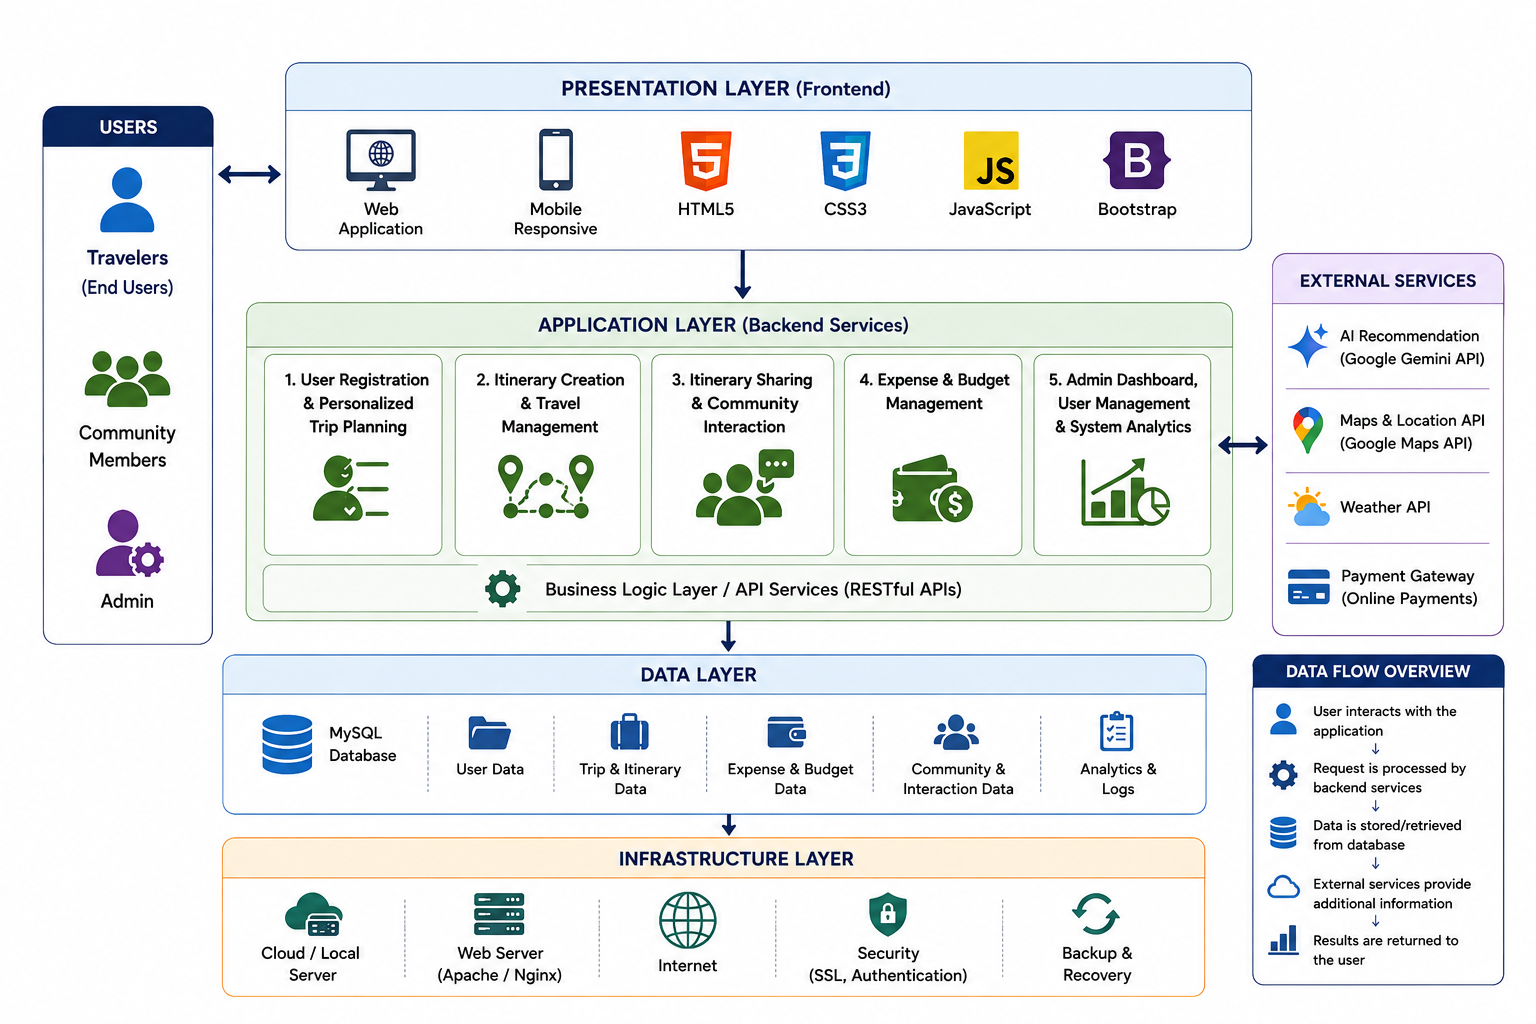 PRESENTATION LAYER (Frontend)
Web
Application
Mobile
Responsive
HTML5
CSS3
JS
JavaScript
B
Bootstrap
USERS
Travelers
(End Users)
Community
Members
Admin
APPLICATION LAYER (Backend Services)
1. User Registration
& Personalized
Trip Planning
2. Itinerary Creation
& Travel
Management
3. Itinerary Sharing
& Community
Interaction
4. Expense & Budget
Management
$
5. Admin Dashboard,
User Management
& System Analytics
Business Logic Layer / API Services (RESTful APIs)
EXTERNAL SERVICES
AI Recommendation
(Google Gemini API)
Maps & Location API
(Google Maps API)
Weather API
Payment Gateway
(Online Payments)
DATA LAYER
MySQL
Database
User Data
Trip & Itinerary
Data
Expense & Budget
Data
Community &
Interaction Data
Analytics &
Logs
INFRASTRUCTURE LAYER
Cloud / Local
Server
Web Server
(Apache / Nginx)
Internet
Security
(SSL, Authentication)
Backup &
Recovery
DATA FLOW OVERVIEW
User interacts with the
application
Request is processed by
backend services
Data is stored/retrieved
from database
External services provide
additional information
Results are returned to
the user